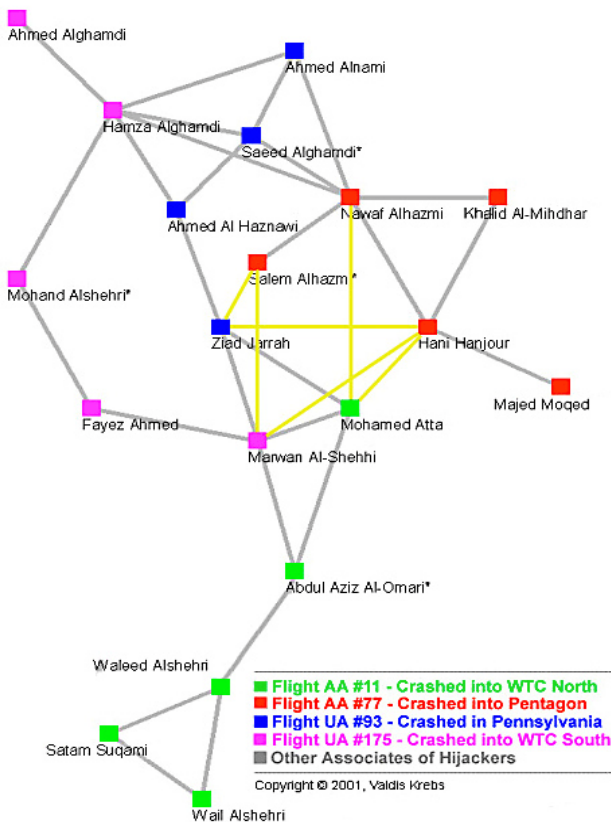 Ahmed Alghamdi
Ahmed Alnami
Hamza Alghamdi
Saeed Alghamdi*
Nawaf Alhazmi
Khalid Al-Mihdhar
Ahmed Al Haznawi
Salem Alhazmi*
Mohand Alshehri*
Ziad Jarrah
Hani Hanjour
Majed Moqed
Fayez Ahmed
Mohamed Atta
Marwan Al-Shehhi
Abdul Aziz Al-Omari*
Waleed Alshehri
Satam Suqami
Wail Alshehri
Flight AA #11 - Crashed into WTC North
Flight AA #77 - Crashed into Pentagon
Flight UA #93 - Crashed in Pennsylvania
Flight UA #175 - Crashed into WTC South
Other Associates of Hijackers
Copyright © 2001, Valdis Krebs